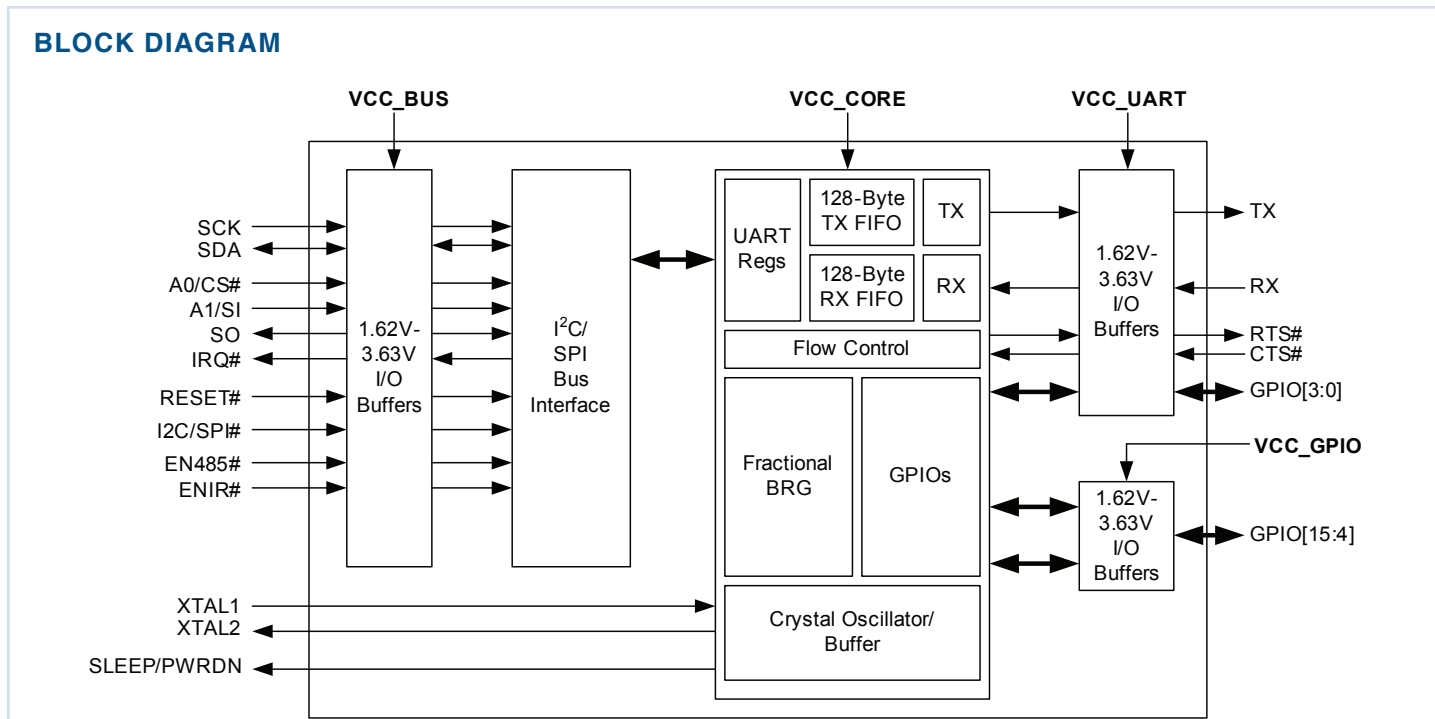 BLOCK DIAGRAM
VCC_BUS
VCC_CORE
VCC_UART
SCK
SDA
A0/CS#
A1/SI
SO
IRQ#
RESET#
I2C/SPI#
EN485#
ENIR#
XTAL1
XTAL2
SLEEP/PWRDN
1.62V-
3.63V
I/O
Buffers
I²C/
SPI
Bus
Interface
UART
Regs
128-Byte
TX FIFO
TX
128-Byte
RX FIFO
RX
Flow Control
Fractional
BRG
GPIOs
Crystal Oscillator/
Buffer
1.62V-
3.63V
I/O
Buffers
TX
RX
RTS#
CTS#
GPIO[3:0]
VCC_GPIO
1.62V-
3.63V
I/O
Buffers
GPIO[15:4]